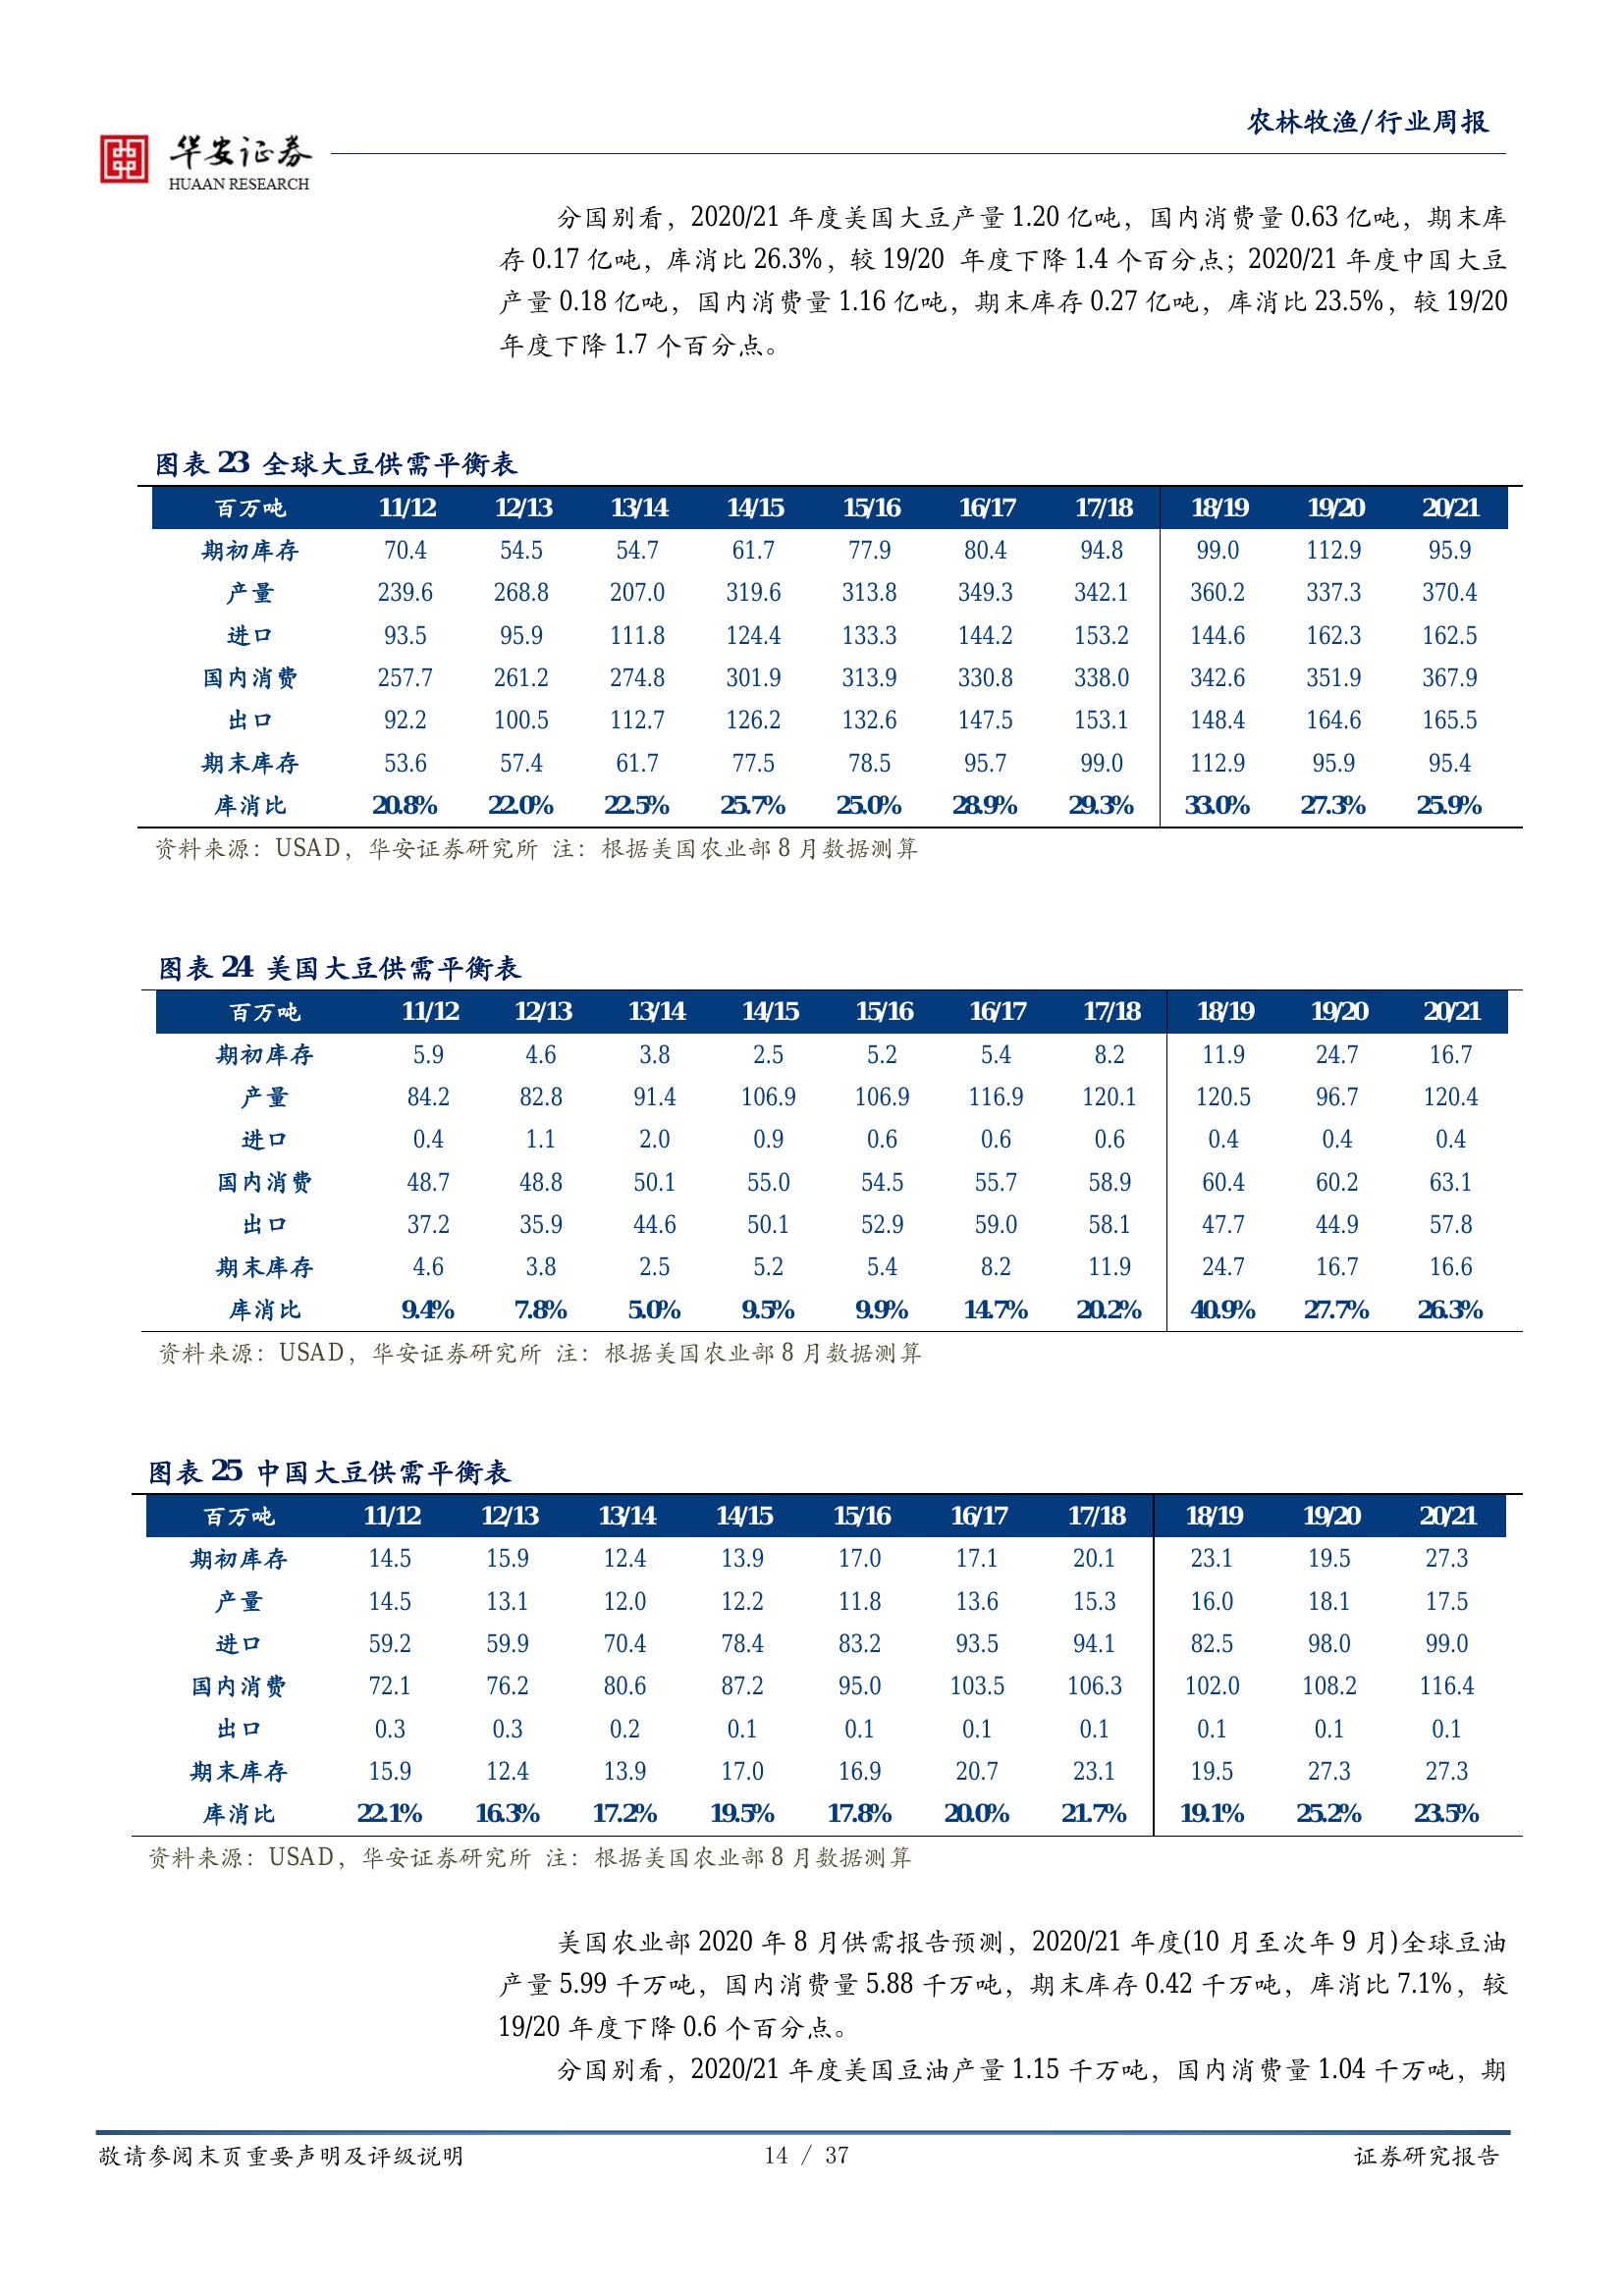 农林牧渔/行业周报
华安证券
HUAAN RESEARCH
分国别看，2020/21 年度美国大豆产量 1.20 亿吨，国内消费量 0.63 亿吨，期末库
存 0.17 亿吨，库消比 26.3%，较 19/20 年度下降 1.4 个百分点；2020/21 年度中国大豆
产量 0.18 亿吨，国内消费量 1.16 亿吨，期末库存 0.27 亿吨，库消比 23.5%，较 19/20
年度下降 1.7 个百分点。
图表 23 全球大豆供需平衡表
百万吨 11/12 12/13 13/14 14/15 15/16 16/17 17/18 18/19 19/20 20/21
期初库存 70.4 54.5 54.7 61.7 77.9 80.4 94.8 99.0 112.9 95.9
产量 239.6 268.8 207.0 319.6 313.8 349.3 342.1 360.2 337.3 370.4
进口 93.5 95.9 111.8 124.4 133.3 144.2 153.2 144.6 162.3 162.5
国内消费 257.7 261.2 274.8 301.9 313.9 330.8 338.0 342.6 351.9 367.9
出口 92.2 100.5 112.7 126.2 132.6 147.5 153.1 148.4 164.6 165.5
期末库存 53.6 57.4 61.7 77.5 78.5 95.7 99.0 112.9 95.9 95.4
库消比 20.8% 22.0% 22.5% 25.7% 25.0% 28.9% 29.3% 33.0% 27.3% 25.9%
资料来源：USAD，华安证券研究所 注：根据美国农业部 8 月数据测算
图表 24 美国大豆供需平衡表
百万吨 11/12 12/13 13/14 14/15 15/16 16/17 17/18 18/19 19/20 20/21
期初库存 5.9 4.6 3.8 2.5 5.2 5.4 8.2 11.9 24.7 16.7
产量 84.2 82.8 91.4 106.9 106.9 116.9 120.1 120.5 96.7 120.4
进口 0.4 1.1 2.0 0.9 0.6 0.6 0.6 0.4 0.4 0.4
国内消费 48.7 48.8 50.1 55.0 54.5 55.7 58.9 60.4 60.2 63.1
出口 37.2 35.9 44.6 50.1 52.9 59.0 58.1 47.7 44.9 57.8
期末库存 4.6 3.8 2.5 5.2 5.4 8.2 11.9 24.7 16.7 16.6
库消比 9.4% 7.8% 5.0% 9.5% 9.9% 14.7% 20.2% 40.9% 27.7% 26.3%
资料来源：USAD，华安证券研究所 注：根据美国农业部 8 月数据测算
图表 25 中国大豆供需平衡表
百万吨 11/12 12/13 13/14 14/15 15/16 16/17 17/18 18/19 19/20 20/21
期初库存 14.5 15.9 12.4 13.9 17.0 17.1 20.1 23.1 19.5 27.3
产量 14.5 13.1 12.0 12.2 11.8 13.6 15.3 16.0 18.1 17.5
进口 59.2 59.9 70.4 78.4 83.2 93.5 94.1 82.5 98.0 99.0
国内消费 72.1 76.2 80.6 87.2 95.0 103.5 106.3 102.0 108.2 116.4
出口 0.3 0.3 0.2 0.1 0.1 0.1 0.1 0.1 0.1 0.1
期末库存 15.9 12.4 13.9 17.0 16.9 20.7 23.1 19.5 27.3 27.3
库消比 22.1% 16.3% 17.2% 19.5% 17.8% 20.0% 21.7% 19.1% 25.2% 23.5%
资料来源：USAD，华安证券研究所 注：根据美国农业部 8 月数据测算
美国农业部 2020 年 8 月供需报告预测，2020/21 年度(10 月至次年 9 月)全球豆油
产量 5.99 千万吨，国内消费量 5.88 千万吨，期末库存 0.42 千万吨，库消比 7.1%，较
19/20 年度下降 0.6 个百分点。
分国别看，2020/21 年度美国豆油产量 1.15 千万吨，国内消费量 1.04 千万吨，期
敬请参阅末页重要声明及评级说明 14 / 37 证券研究报告